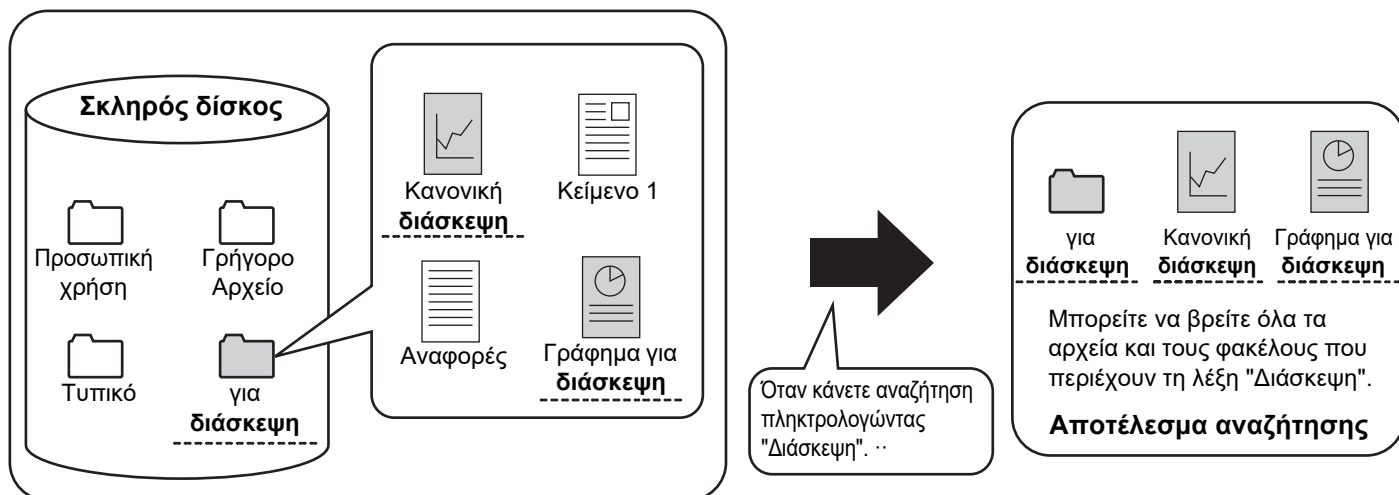 Σκληρός δίσκος
Προσωπική
χρήση
Γρήγορο
Αρχείο
Τυπικό
για
διάσκεψη
Κανονική
διάσκεψη
Κείμενο 1
Αναφορές
Γράφημα για
διάσκεψη
Όταν κάνετε αναζήτηση
πληκτρολογώντας
"Διάσκεψη". ··
για
διάσκεψη
Κανονική
διάσκεψη
Γράφημα για
διάσκεψη
Μπορείτε να βρείτε όλα τα
αρχεία και τους φακέλους που
περιέχουν τη λέξη "Διάσκεψη".
Αποτέλεσμα αναζήτησης